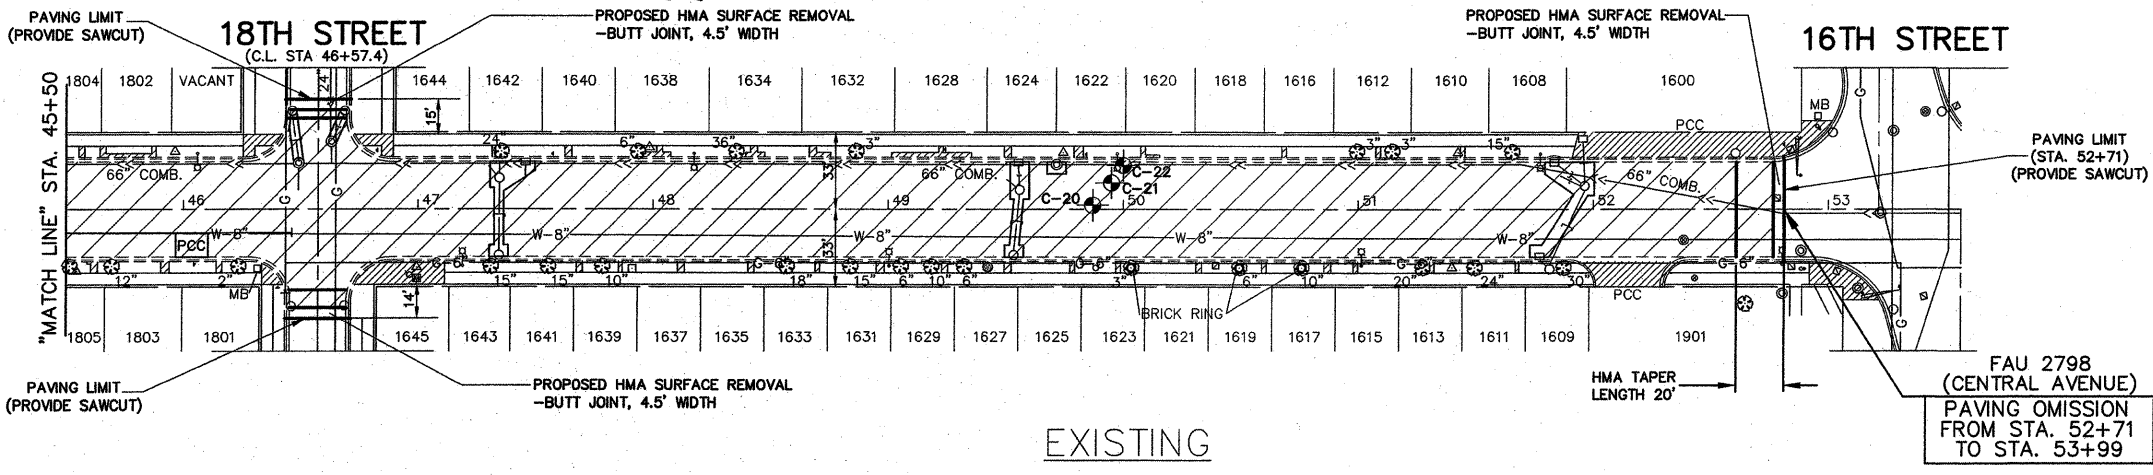 PAVING LIMIT
(PROVIDE SAWCUT)
18TH STREET
(C.L. STA 46+57.4)
PROPOSED HMA SURFACE REMOVAL
-BUTT JOINT, 4.5' WIDTH
PROPOSED HMA SURFACE REMOVAL
-BUTT JOINT, 4.5' WIDTH
16TH STREET
"MATCH LINE" STA. 45+50
1804 1802 VACANT 24' 1644 1642 1640 1638 1634 1632 1628 1624 1622 1620 1618 1616 1612 1610 1608 1600
15'
MB
PCC
24" 6" 36" 3" 3" 3" 15"
PAVING LIMIT
(STA. 52+71)
(PROVIDE SAWCUT)
66" COMB. 33' 66" COMB. C-22 66" COMB.
C-21
C-20
46 47 48 49 50 51 52 53
G G G
PCC
W-8" W-8" W-8" W-8" W-8"
33'
12" 2" 15" 15" 10" 18" 15" 6" 10" 6" 3" 6" 10" 20" 24" 30"
MB
14'
PCC
BRICK RING
1805 1803 1801 1645 1643 1641 1639 1637 1635 1633 1631 1629 1627 1625 1623 1621 1619 1617 1615 1613 1611 1609 1901
PAVING LIMIT
(PROVIDE SAWCUT)
PROPOSED HMA SURFACE REMOVAL
-BUTT JOINT, 4.5' WIDTH
HMA TAPER
LENGTH 20'
FAU 2798
(CENTRAL AVENUE)
PAVING OMISSION
FROM STA. 52+71
TO STA. 53+99
EXISTING